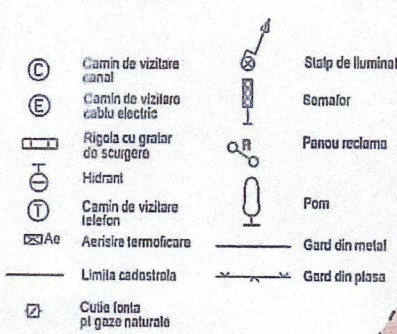 C
Camin de vizitare
canal
E
Camin de vizitare
cablu electric
Rigola cu gratar
de scurgere
Hidrant
T
Camin de vizitare
telefon
Ae
Aerisire termoficare
Limita cadastrala
Cutie fonta
pt gaze naturale
Stalp de iluminat
Semafor
R
Panou reclama
Pom
Gard din metal
Gard din plasa